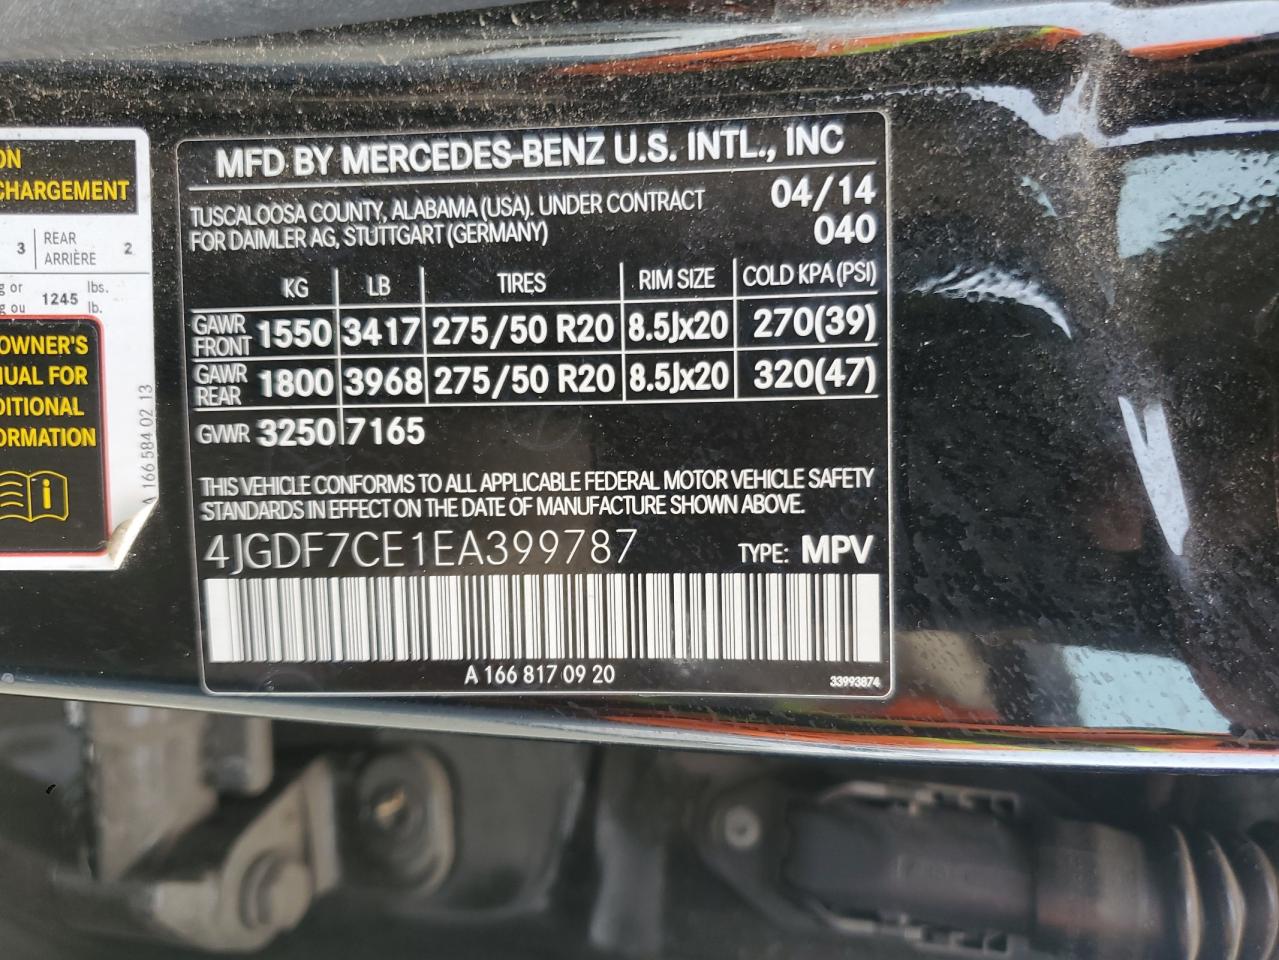 ON
CHARGEMENT
3 REAR ARRIÈRE 2
g or 1245 lbs.
g ou lb.
OWNER'S
NUAL FOR
DITIONAL
ORMATION
A 166 584 02 13
MFD BY MERCEDES-BENZ U.S. INTL., INC
TUSCALOOSA COUNTY, ALABAMA (USA). UNDER CONTRACT 04/14
FOR DAIMLER AG, STUTTGART (GERMANY) 040
KG LB TIRES RIM SIZE COLD KPA (PSI)
GAWR FRONT 1550 3417 275/50 R20 8.5Jx20 270(39)
GAWR REAR 1800 3968 275/50 R20 8.5Jx20 320(47)
GVWR 3250 7165
THIS VEHICLE CONFORMS TO ALL APPLICABLE FEDERAL MOTOR VEHICLE SAFETY
STANDARDS IN EFFECT ON THE DATE OF MANUFACTURE SHOWN ABOVE.
4JGDF7CE1EA399787 TYPE: MPV
A 166 817 09 20
33993874